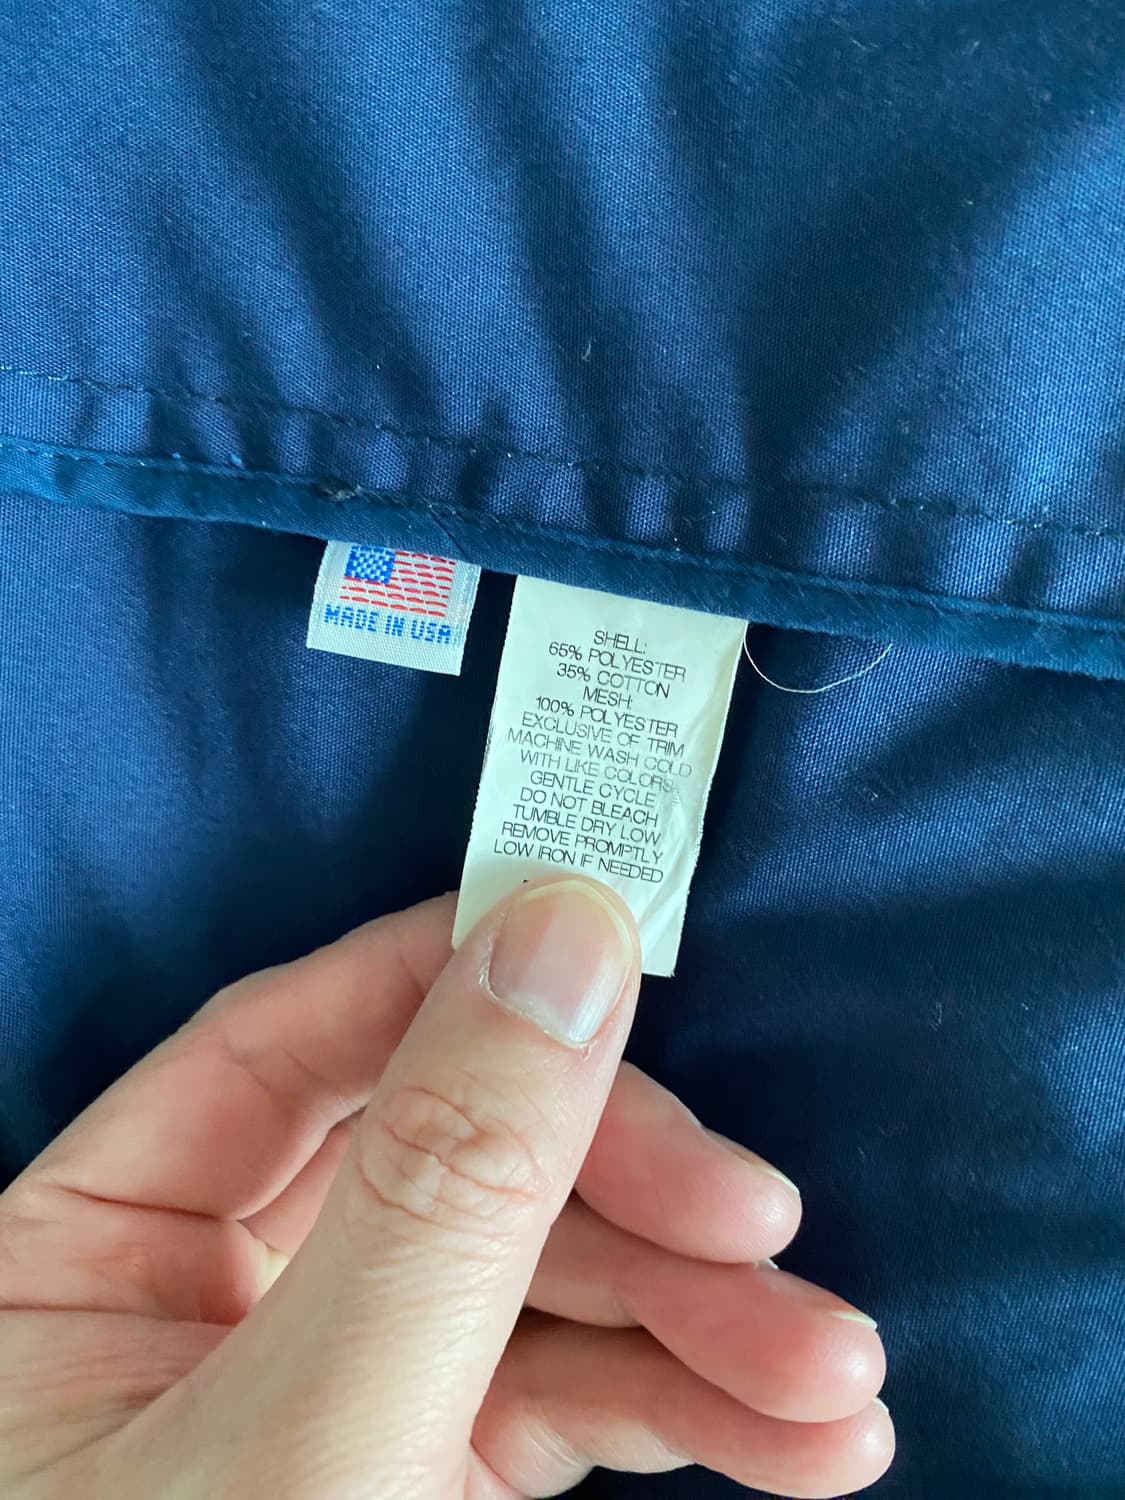 MADE IN USA
SHELL:
65% POLYESTER
35% COTTON
MESH:
100% POLYESTER
EXCLUSIVE OF TRIM
MACHINE WASH COLD
WITH LIKE COLORS
GENTLE CYCLE
DO NOT BLEACH
TUMBLE DRY LOW
REMOVE PROMPTLY
LOW IRON IF NEEDED